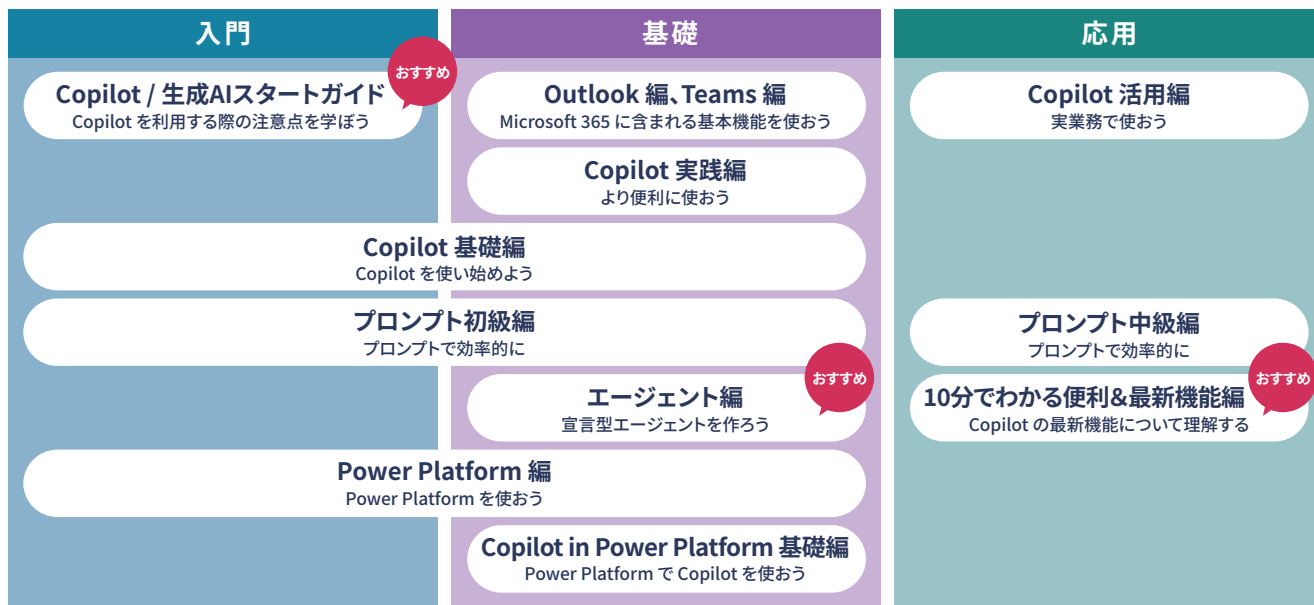 入門
基礎
応用
おすすめ
Copilot / 生成AIスタートガイド
Copilot を利用する際の注意点を学ぼう
Outlook 編、Teams 編
Microsoft 365 に含まれる基本機能を使おう
Copilot 活用編
実業務で使おう
Copilot 実践編
より便利に使おう
Copilot 基礎編
Copilot を使い始めよう
プロンプト初級編
プロンプトで効率的に
プロンプト中級編
プロンプトで効率的に
おすすめ
エージェント編
宣言型エージェントを作ろう
おすすめ
10分でわかる便利&最新機能編
Copilot の最新機能について理解する
Power Platform 編
Power Platform を使おう
Copilot in Power Platform 基礎編
Power Platform で Copilot を使おう